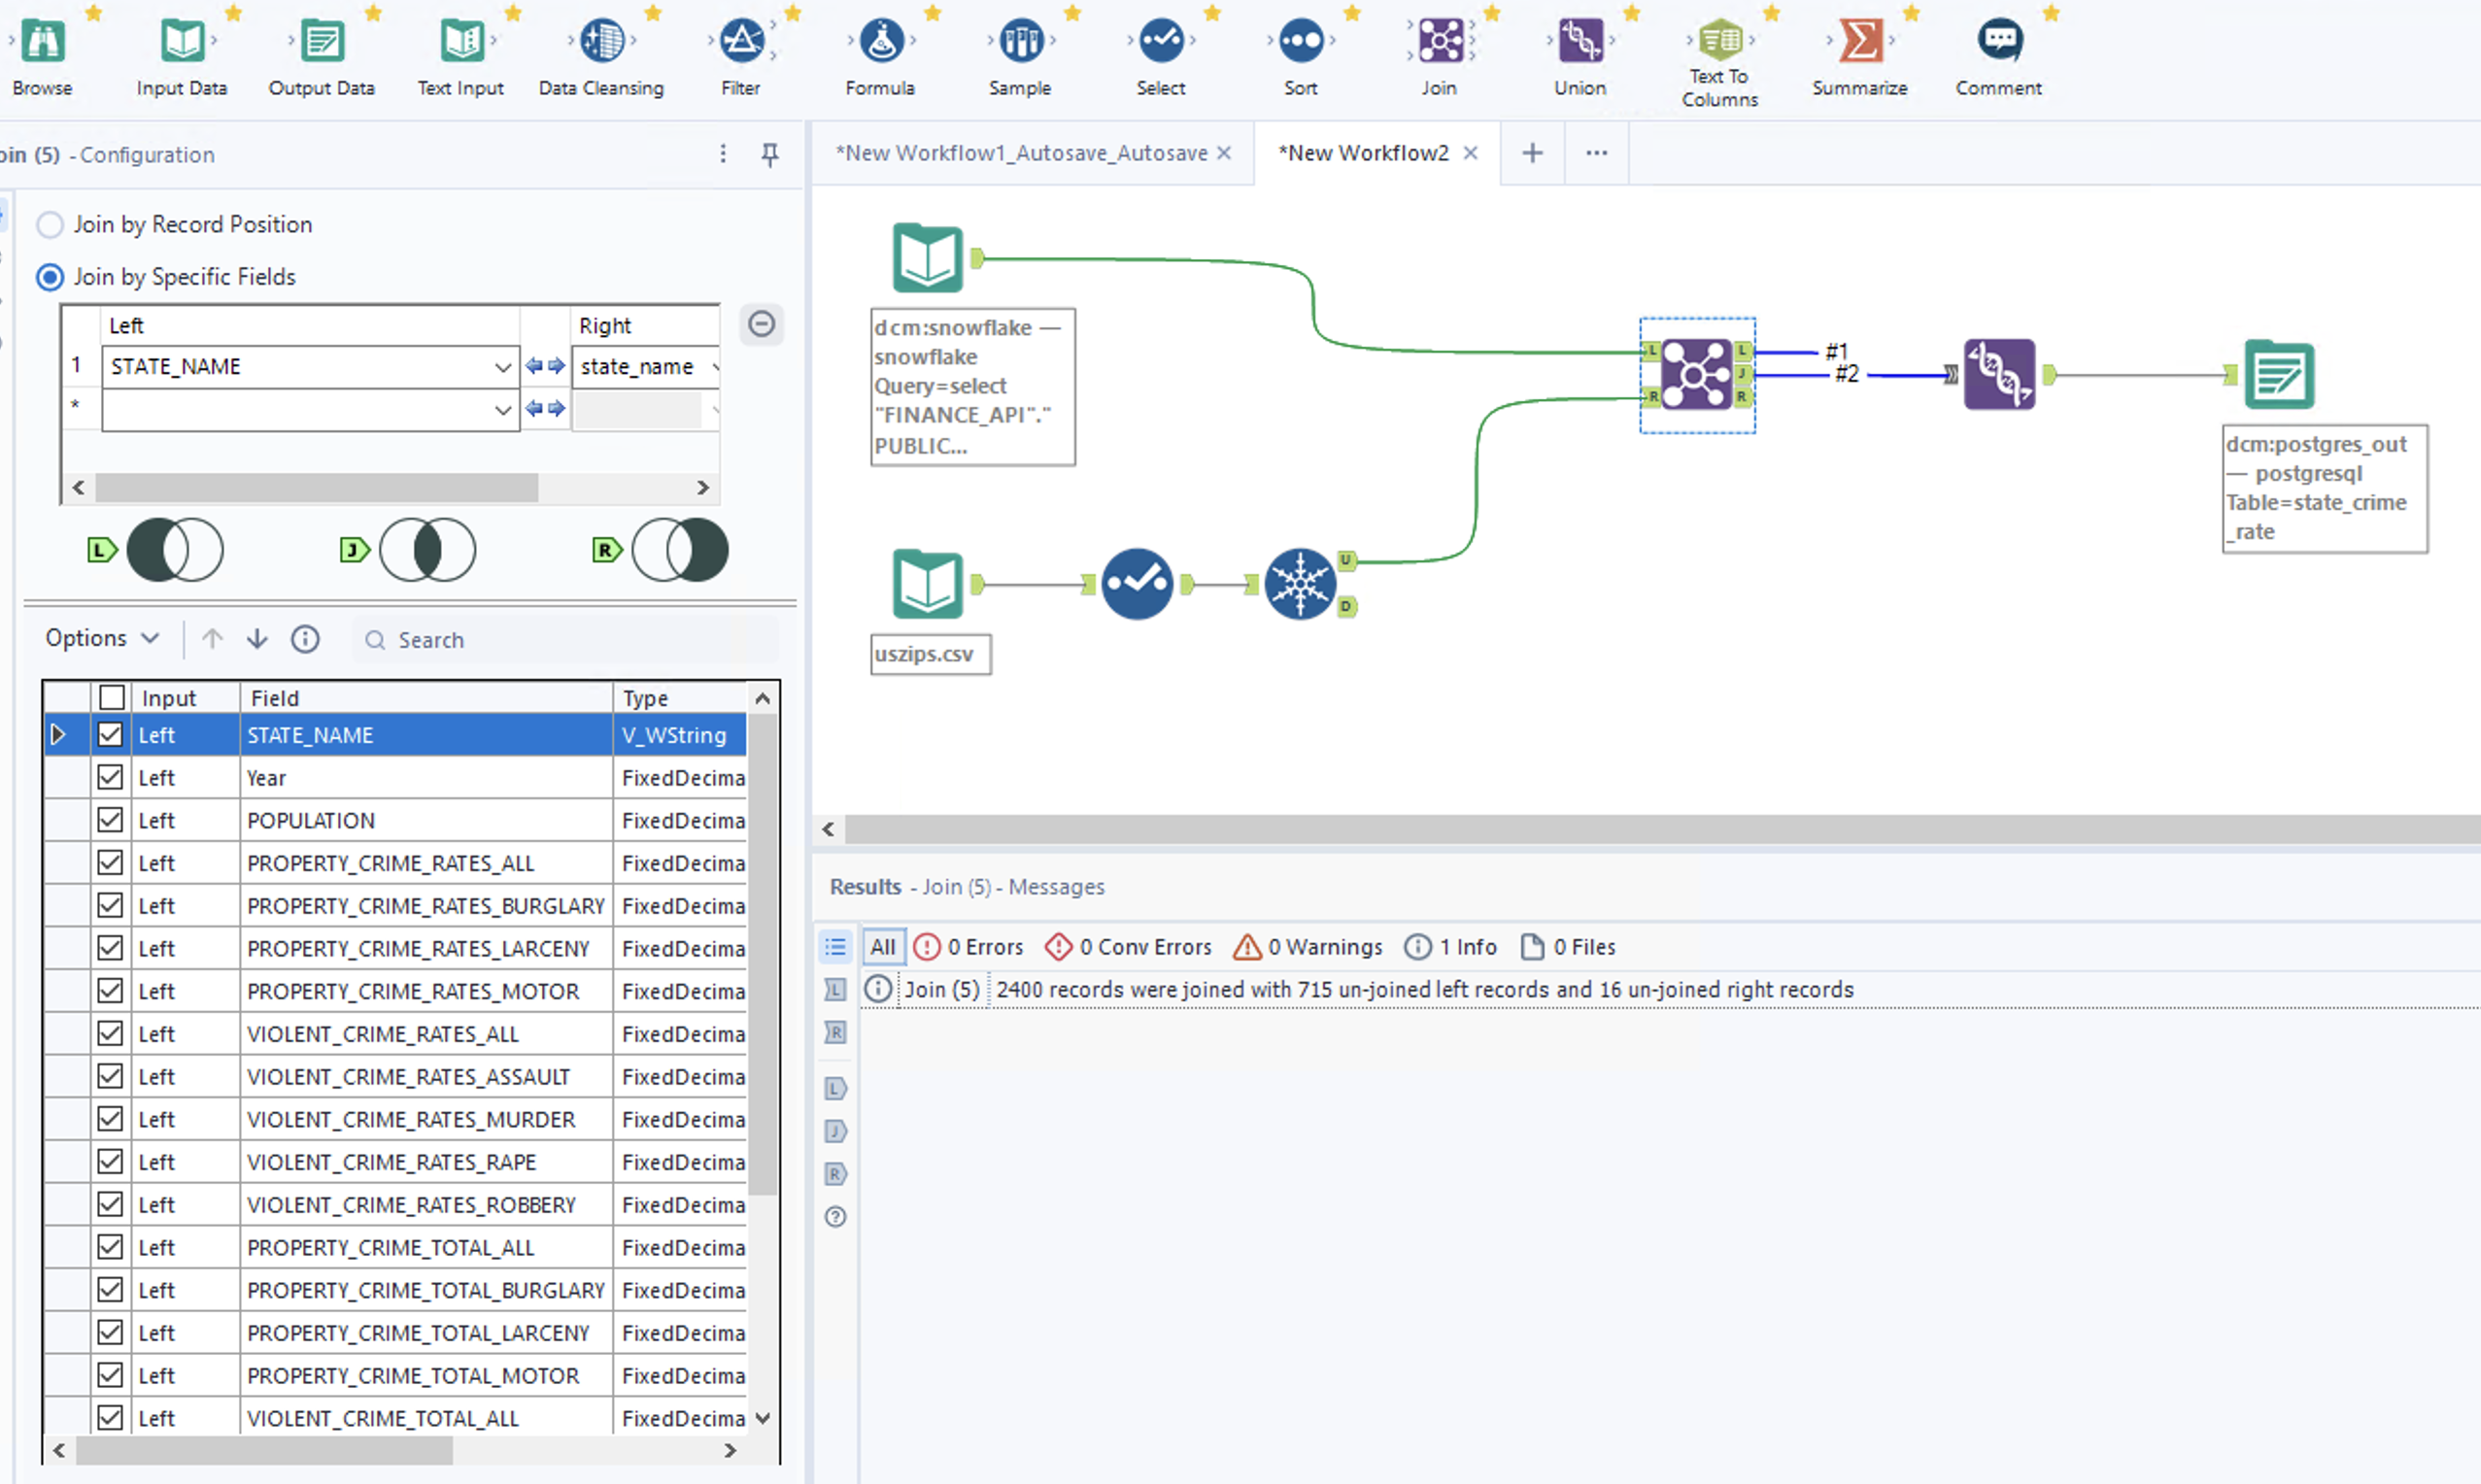 Browse
Input Data
Output Data
Text Input
Data Cleansing
Filter
Formula
Sample
Select
Sort
Join
Union
Text To
Columns
Summarize
Comment
oin (5) - Configuration
Join by Record Position
Join by Specific Fields
Left Right
1 STATE_NAME state_name
*
L J R
Options Search
Input Field Type
Left STATE_NAME V_WString
Left Year FixedDecima
Left POPULATION FixedDecima
Left PROPERTY_CRIME_RATES_ALL FixedDecima
Left PROPERTY_CRIME_RATES_BURGLARY FixedDecima
Left PROPERTY_CRIME_RATES_LARCENY FixedDecima
Left PROPERTY_CRIME_RATES_MOTOR FixedDecima
Left VIOLENT_CRIME_RATES_ALL FixedDecima
Left VIOLENT_CRIME_RATES_ASSAULT FixedDecima
Left VIOLENT_CRIME_RATES_MURDER FixedDecima
Left VIOLENT_CRIME_RATES_RAPE FixedDecima
Left VIOLENT_CRIME_RATES_ROBBERY FixedDecima
Left PROPERTY_CRIME_TOTAL_ALL FixedDecima
Left PROPERTY_CRIME_TOTAL_BURGLARY FixedDecima
Left PROPERTY_CRIME_TOTAL_LARCENY FixedDecima
Left PROPERTY_CRIME_TOTAL_MOTOR FixedDecima
Left VIOLENT_CRIME_TOTAL_ALL FixedDecima
*New Workflow1_Autosave_Autosave
*New Workflow2
dcm:snowflake —
snowflake
Query=select
"FINANCE_API"."
PUBLIC...
L L #1
J #2
R R
dcm:postgres_out
— postgresql
Table=state_crime
_rate
U
D
uszips.csv
Results - Join (5) - Messages
All 0 Errors 0 Conv Errors 0 Warnings 1 Info 0 Files
Join (5) 2400 records were joined with 715 un-joined left records and 16 un-joined right records
L
R
L
J
R